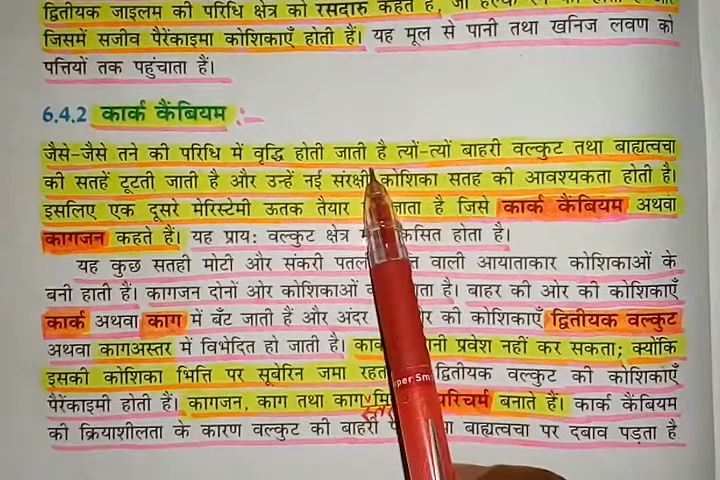 द्वितीयक जाइलम की परिधि क्षेत्र को रसदारु कहते हैं, जो हल्के
जिसमें सजीव पैरेंकाइमा कोशिकाएँ होती हैं। यह मूल से पानी तथा खनिज लवण को
पत्तियों तक पहुंचाता हैं।
6.4.2 कार्क कैंबियम :-
जैसे-जैसे तने की परिधि में वृद्धि होती जाती है त्यों-त्यों बाहरी वल्कुट तथा बाह्यत्वचा
की सतहें टूटती जाती है और उन्हें नई संरक्षी कोशिका सतह की आवश्यकता होती है।
इसलिए एक दूसरे मेरिस्टेमी ऊतक तैयार जाता है जिसे कार्क कैंबियम अथवा
कागजन कहते हैं। यह प्राय: वल्कुट क्षेत्र विकसित होता है।
यह कुछ सतही मोटी और संकरी पतली वाली आयाताकार कोशिकाओं के
बनी हाती हैं। कागजन दोनों ओर कोशिकाओं है। बाहर की ओर की कोशिकाएँ
कार्क अथवा काग में बँट जाती हैं और अंदर की कोशिकाएँ द्वितीयक वल्कुट
अथवा कागअस्तर में विभेदित हो जाती हैं। पानी प्रवेश नहीं कर सकता; क्योंकि
इसकी कोशिका भित्ति पर सूबेरिन जमा द्वितीयक वल्कुट की कोशिकाएँ
पैरेंकाइमी होती हैं। कागजन, काग तथा काग परिचर्म बनाते हैं। कार्क कैंबियम
की क्रियाशीलता के कारण वल्कुट की बाहरी बाह्यत्वचा पर दबाव पड़ता है